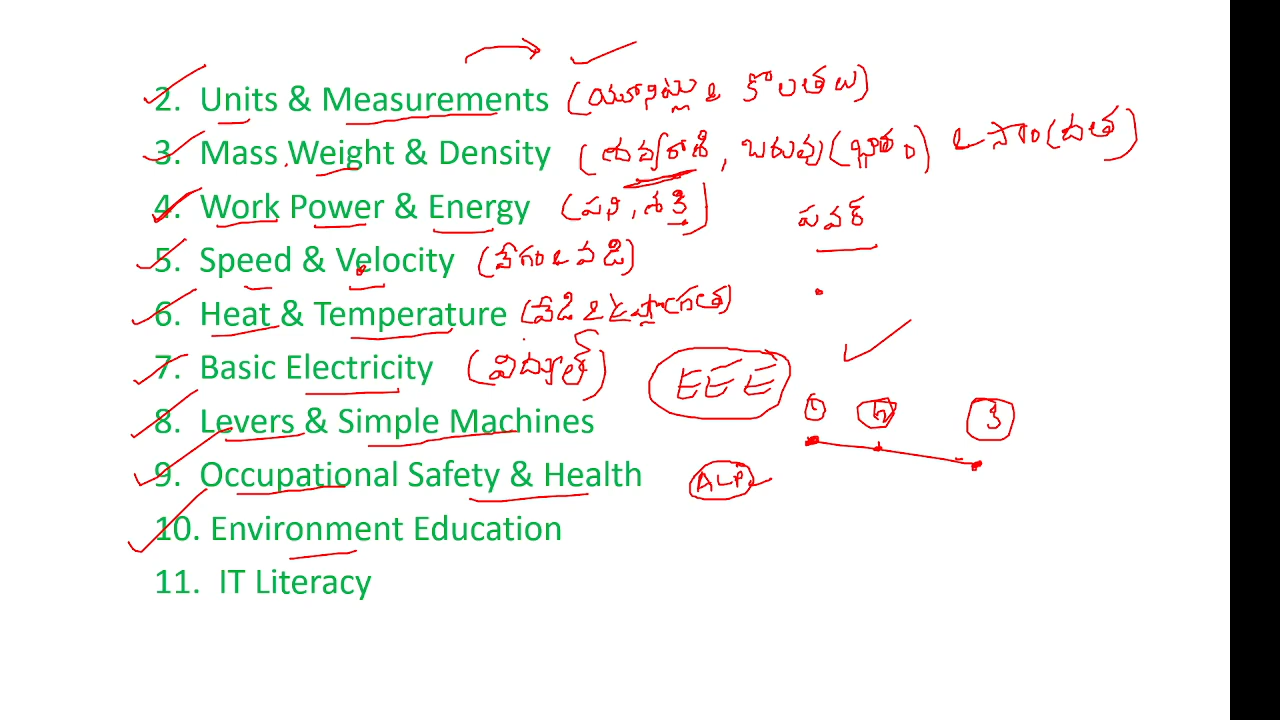 2. Units & Measurements (యూనిట్లు & కొలతలు)
3. Mass, Weight & Density (ద్రవ్యరాశి, బరువు(భారం) & సాంద్రత)
4. Work Power & Energy (పని, శక్తి) పవర్
5. Speed & Velocity (వేగం & వడి)
6. Heat & Temperature (వేడి & ఉష్ణోగ్రత)
7. Basic Electricity (విద్యుత్) EEE
8. Levers & Simple Machines 1 2 3
9. Occupational Safety & Health ALP
10. Environment Education
11. IT Literacy